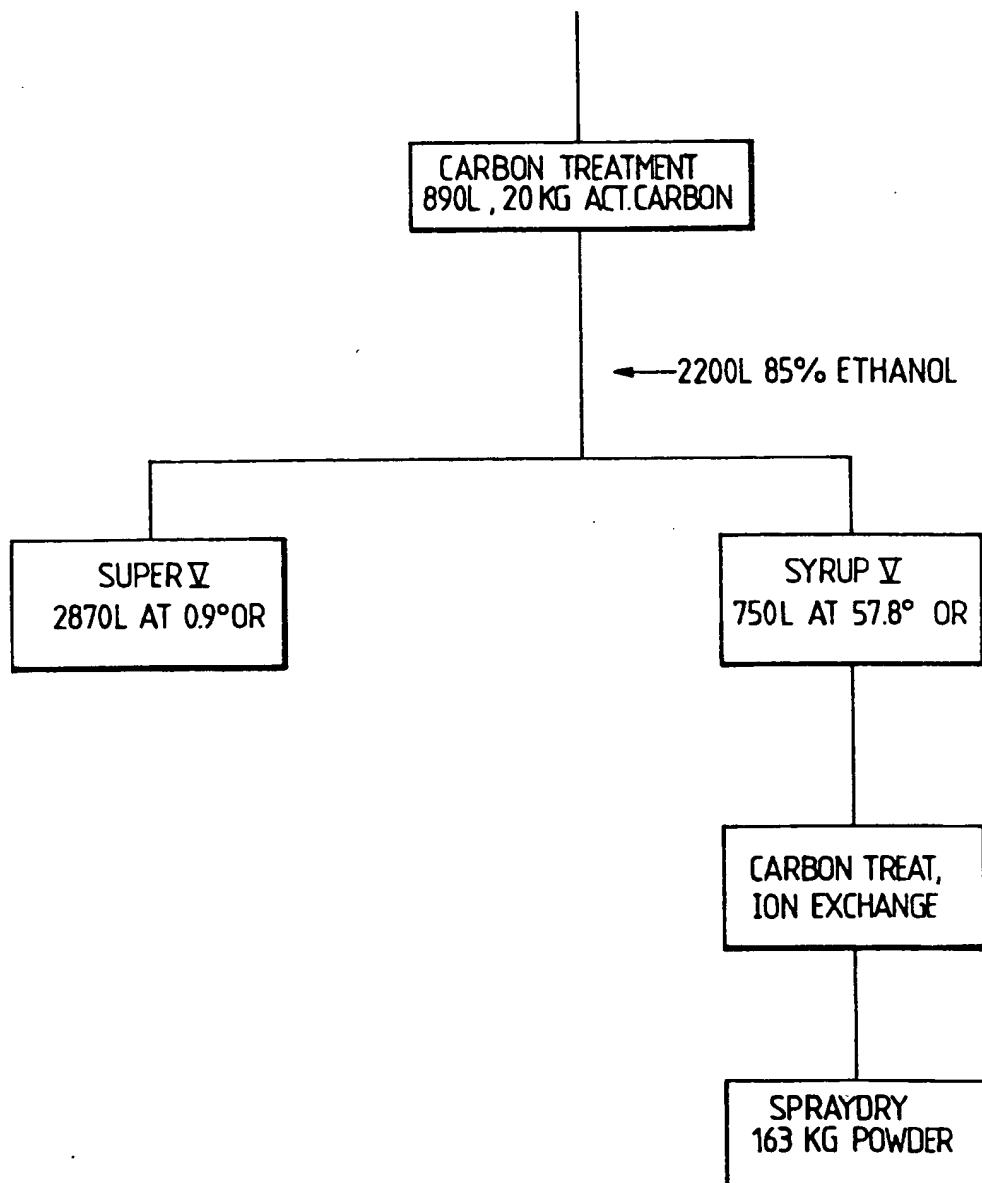 CARBON TREATMENT
890L , 20 KG ACT.CARBON
2200L 85% ETHANOL
SUPER V
2870L AT 0.9° OR
SYRUP V
750L AT 57.8° OR
CARBON TREAT,
ION EXCHANGE
SPRAYDRY
163 KG POWDER